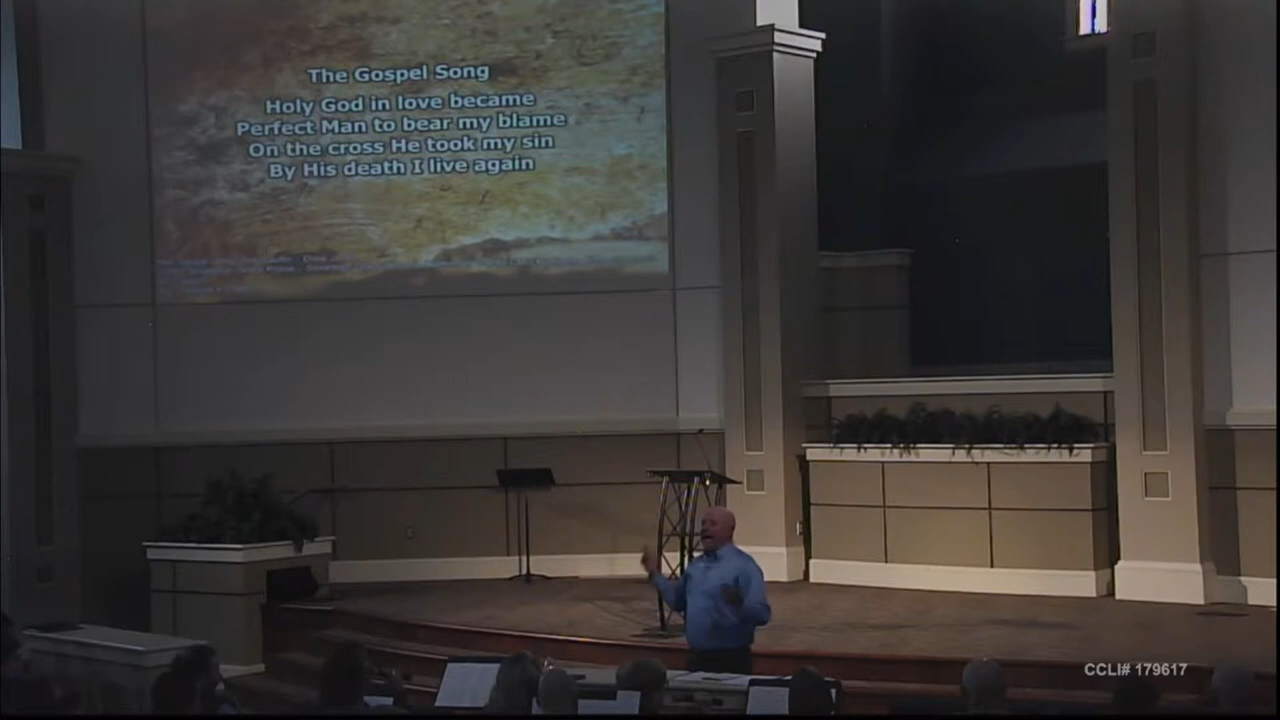 The Gospel Song
Holy God in love became
Perfect Man to bear my blame
On the cross He took my sin
By His death I live again
CCLI# 179617